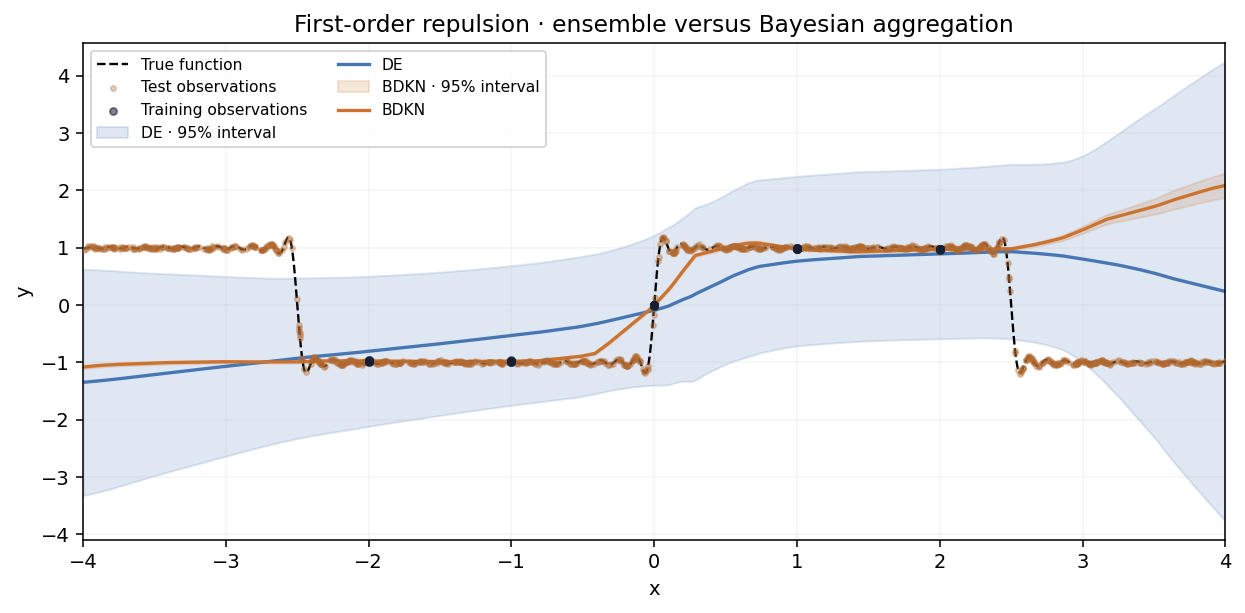 First-order repulsion · ensemble versus Bayesian aggregation
True function
Test observations
Training observations
DE · 95% interval
DE
BDKN · 95% interval
BDKN
y
4
3
2
1
0
−1
−2
−3
−4
−4 −3 −2 −1 0 1 2 3 4
x